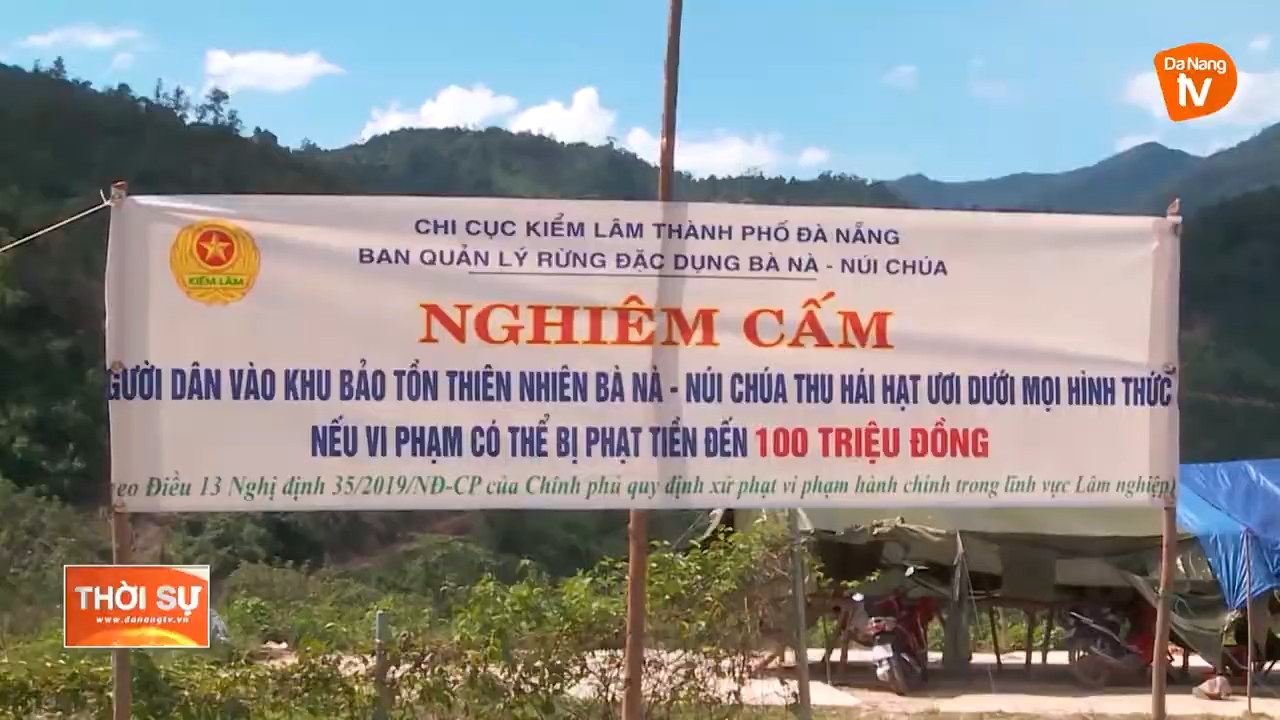 Da Nang
tv
CHI CỤC KIỂM LÂM THÀNH PHỐ ĐÀ NẴNG
BAN QUẢN LÝ RỪNG ĐẶC DỤNG BÀ NÀ - NÚI CHÚA
KIỂM LÂM
NGHIÊM CẤM
GƯỜI DÂN VÀO KHU BẢO TỒN THIÊN NHIÊN BÀ NÀ - NÚI CHÚA THU HÁI HẠT ƯƠI DƯỚI MỌI HÌNH THỨC
NẾU VI PHẠM CÓ THỂ BỊ PHẠT TIỀN ĐẾN 100 TRIỆU ĐỒNG
eo Điều 13 Nghị định 35/2019/NĐ-CP của Chính phủ quy định xử phạt vi phạm hành chính trong lĩnh vực Lâm nghiệp)
THỜI SỰ
www.danangtv.vn